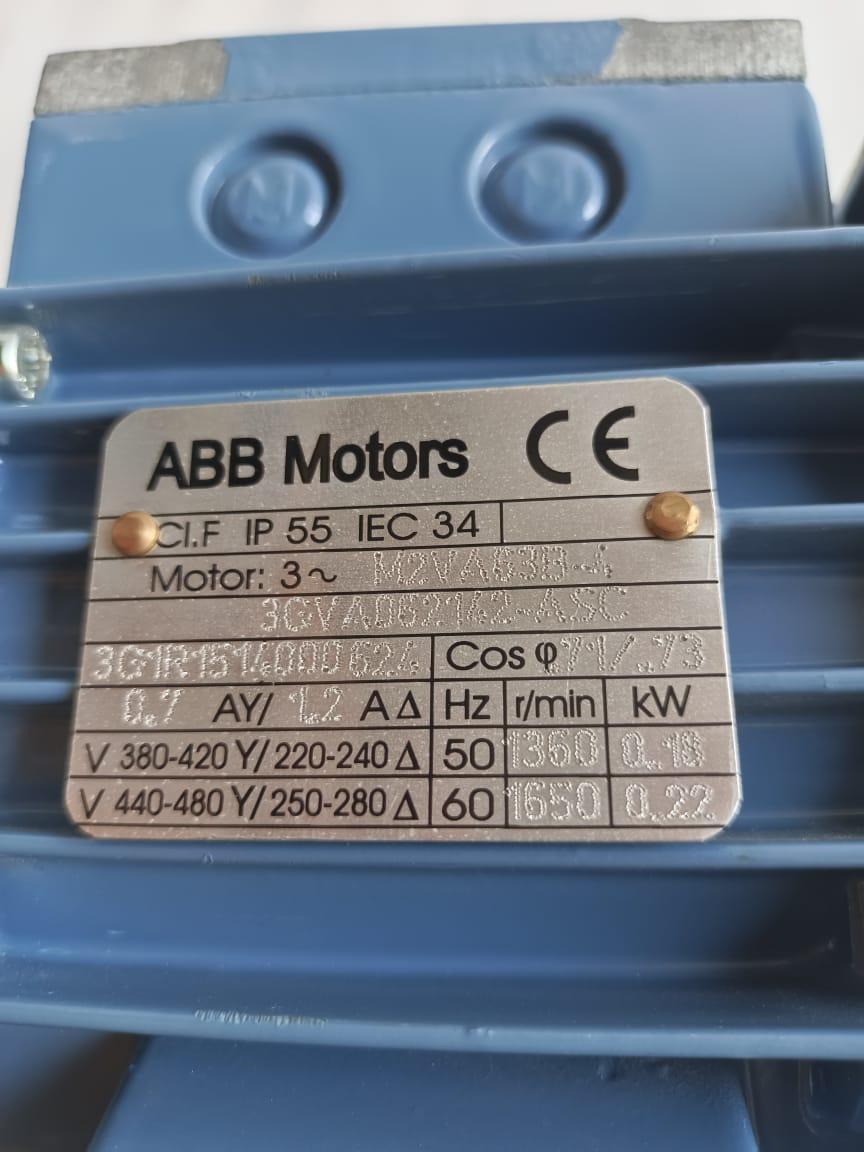 ABB Motors CE
Cl.F IP 55 IEC 34
Motor: 3~ M2VA63B-4
3GVA062142-ASC
3G1R1514000624 Cos φ .71/.73
0.7 AY/ 1.2 A Δ Hz r/min kW
V 380-420 Y/ 220-240 Δ 50 1360 0.18
V 440-480 Y/ 250-280 Δ 60 1650 0.22